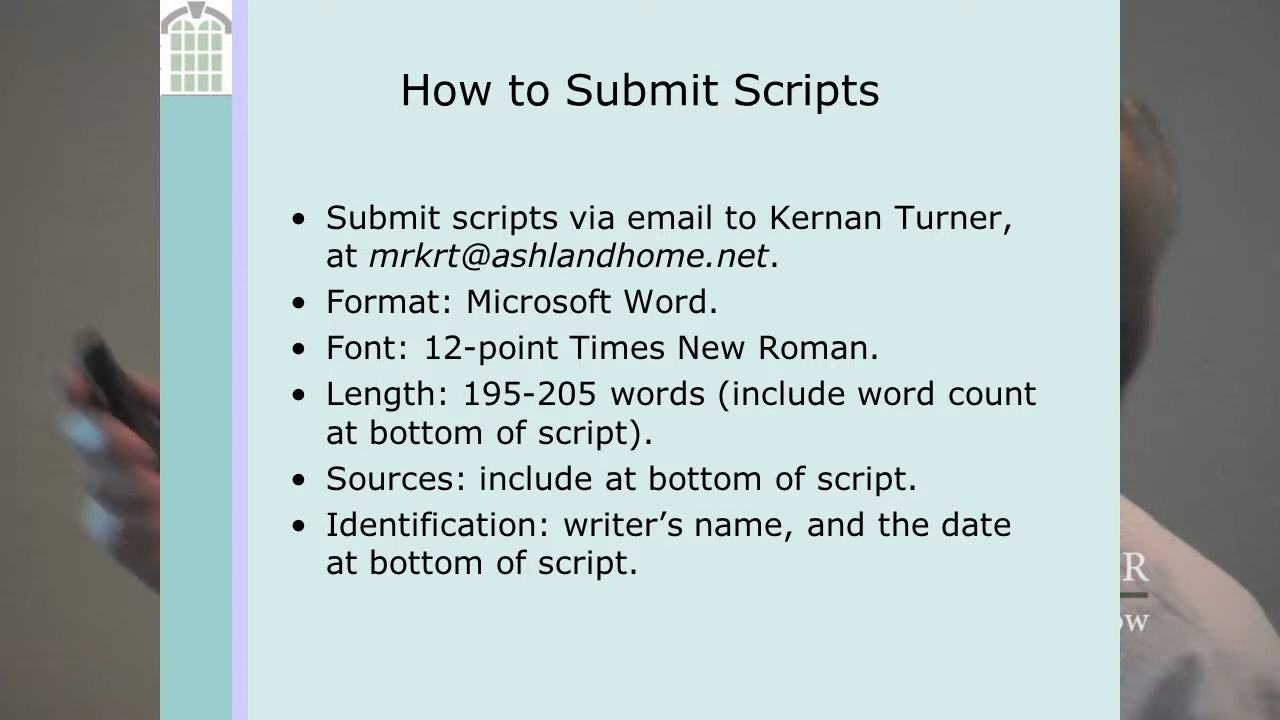 How to Submit Scripts
• Submit scripts via email to Kernan Turner,
at mrkrt@ashlandhome.net.
• Format: Microsoft Word.
• Font: 12-point Times New Roman.
• Length: 195-205 words (include word count
at bottom of script).
• Sources: include at bottom of script.
• Identification: writer’s name, and the date
at bottom of script.
R
ow